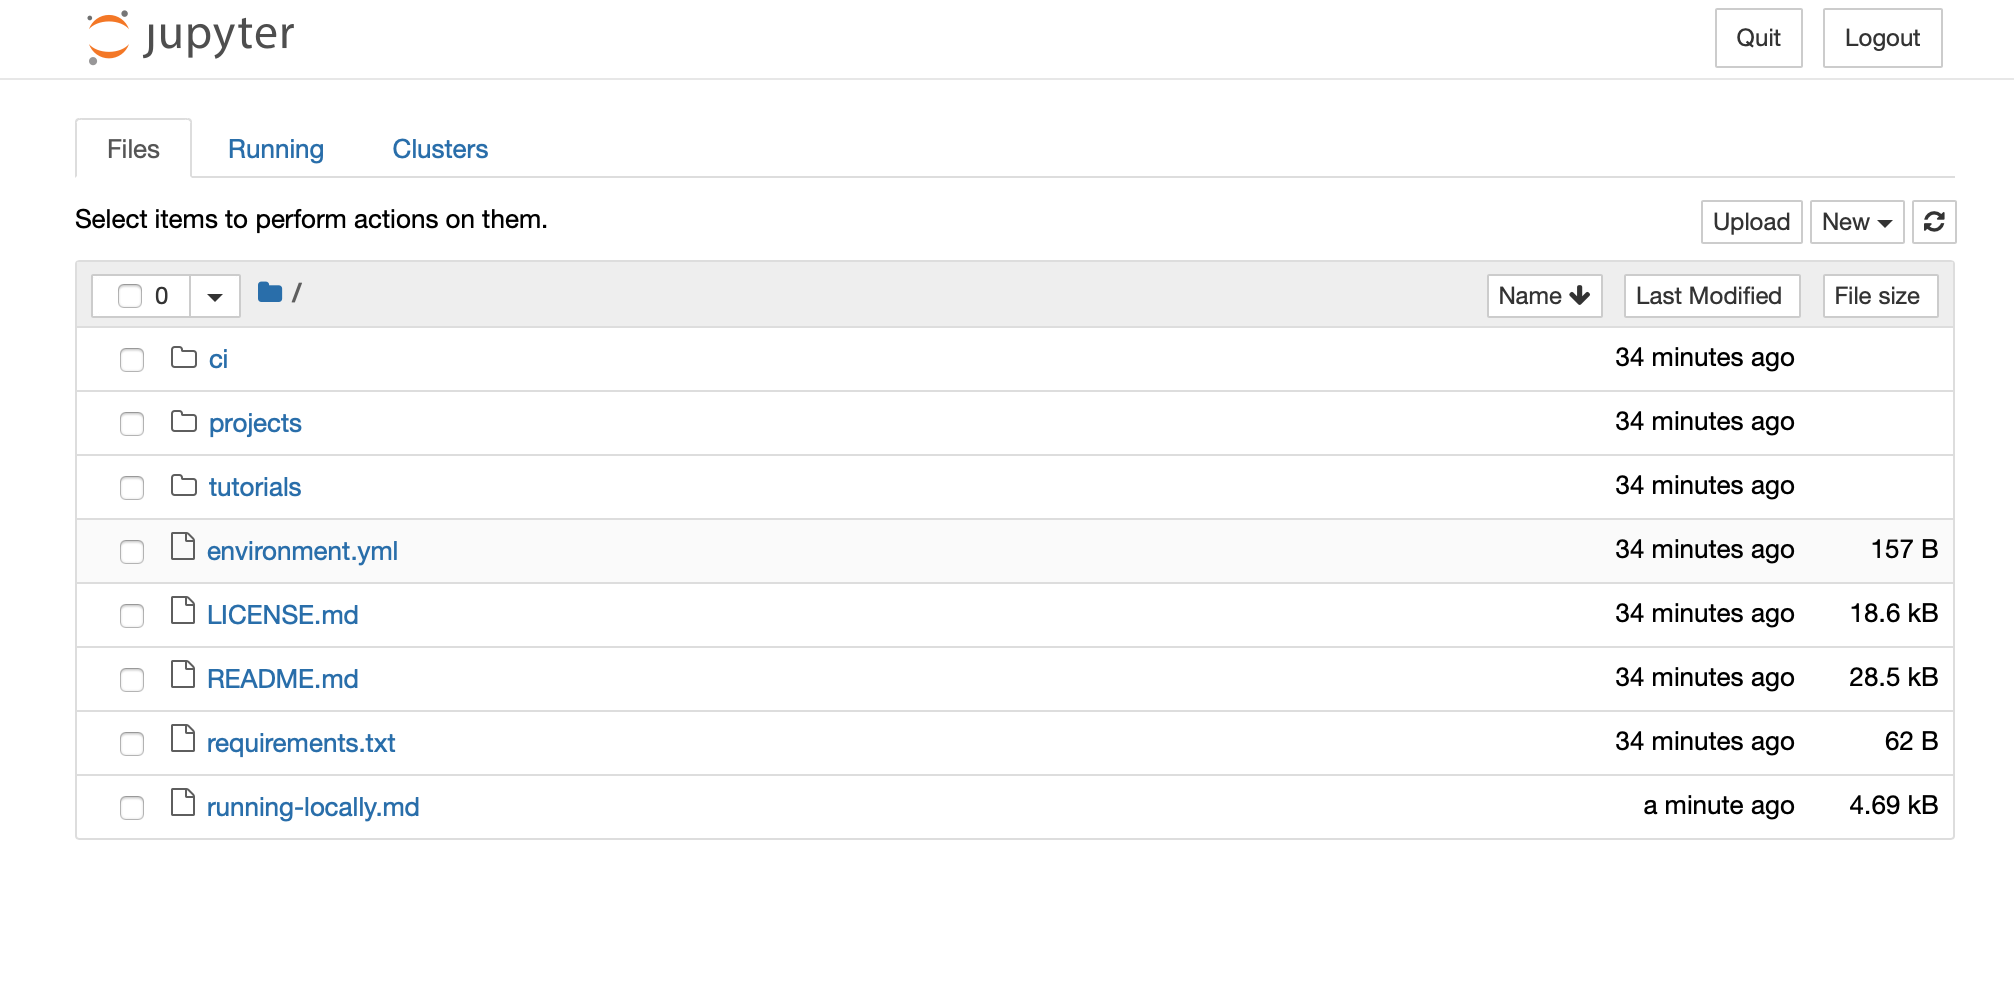 jupyter
Quit Logout
Files Running Clusters
Select items to perform actions on them.
Upload New
0 / Name Last Modified File size
ci 34 minutes ago
projects 34 minutes ago
tutorials 34 minutes ago
environment.yml 34 minutes ago 157 B
LICENSE.md 34 minutes ago 18.6 kB
README.md 34 minutes ago 28.5 kB
requirements.txt 34 minutes ago 62 B
running-locally.md a minute ago 4.69 kB